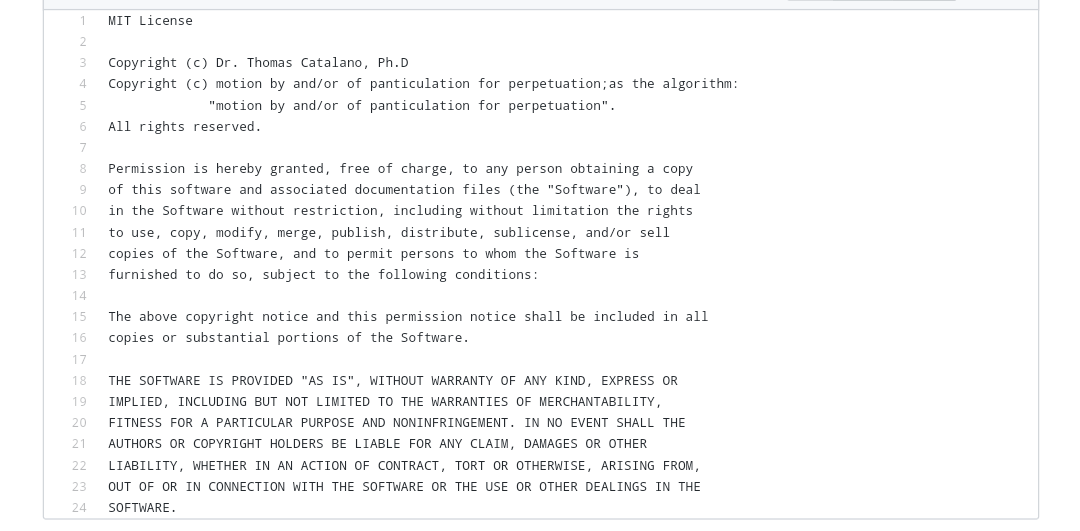 1 MIT License
2
3 Copyright (c) Dr. Thomas Catalano, Ph.D
4 Copyright (c) motion by and/or of panticulation for perpetuation;as the algorithm:
5 "motion by and/or of panticulation for perpetuation".
6 All rights reserved.
7
8 Permission is hereby granted, free of charge, to any person obtaining a copy
9 of this software and associated documentation files (the "Software"), to deal
10 in the Software without restriction, including without limitation the rights
11 to use, copy, modify, merge, publish, distribute, sublicense, and/or sell
12 copies of the Software, and to permit persons to whom the Software is
13 furnished to do so, subject to the following conditions:
14
15 The above copyright notice and this permission notice shall be included in all
16 copies or substantial portions of the Software.
17
18 THE SOFTWARE IS PROVIDED "AS IS", WITHOUT WARRANTY OF ANY KIND, EXPRESS OR
19 IMPLIED, INCLUDING BUT NOT LIMITED TO THE WARRANTIES OF MERCHANTABILITY,
20 FITNESS FOR A PARTICULAR PURPOSE AND NONINFRINGEMENT. IN NO EVENT SHALL THE
21 AUTHORS OR COPYRIGHT HOLDERS BE LIABLE FOR ANY CLAIM, DAMAGES OR OTHER
22 LIABILITY, WHETHER IN AN ACTION OF CONTRACT, TORT OR OTHERWISE, ARISING FROM,
23 OUT OF OR IN CONNECTION WITH THE SOFTWARE OR THE USE OR OTHER DEALINGS IN THE
24 SOFTWARE.